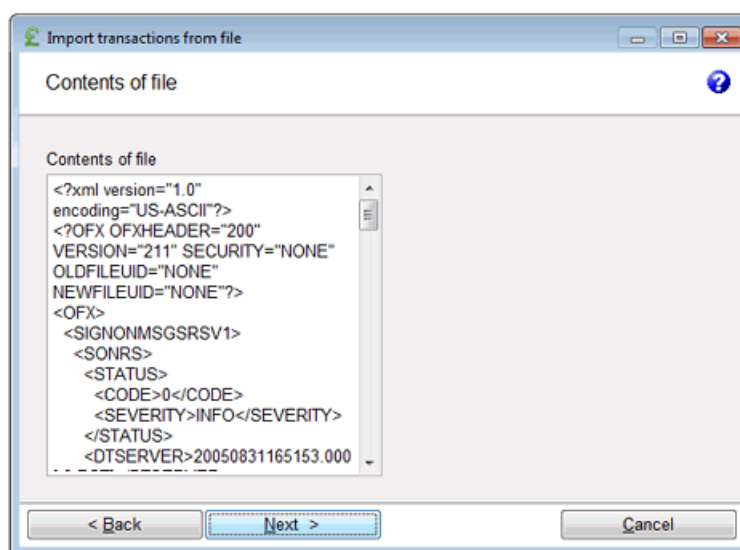 Import transactions from file
Contents of file
Contents of file
<?xml version="1.0"
encoding="US-ASCII"?>
<?OFX OFXHEADER="200"
VERSION="211" SECURITY="NONE"
OLDFILEUID="NONE"
NEWFILEUID="NONE"?>
<OFX>
<SIGNONMSGSRSV1>
<SONRS>
<STATUS>
<CODE>0</CODE>
<SEVERITY>INFO</SEVERITY>
</STATUS>
<DTSERVER>20050831165153.000
< Back
Next >
Cancel